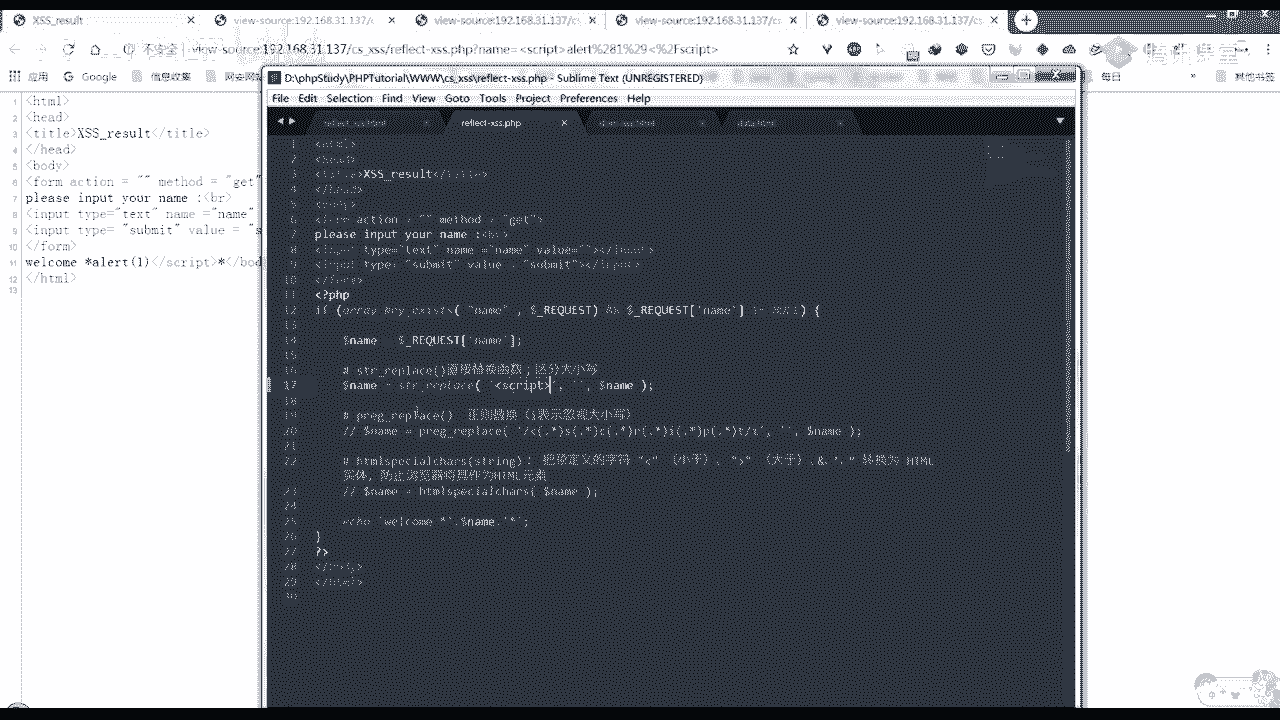 XSS_result
view-source:192.168.31.137/c
view-source:192.168.31.137/cs
view-source:192.168.31.137/cs
view-source:192.168.31.137/cs
不安全 view-source:192.168.31.137/cs_xss/reflect-xss.php?name=<script>alert%281%29<%2Fscript>
应用 Google 信息收集
每日
D:\phpStudy\PHPTutorial\WWW\cs_xss\reflect-xss.php - Sublime Text (UNREGISTERED)
File Edit Selection Find View Goto Tools Project Preferences Help
reflect-xss.php
1 <html>
2 <head>
3 <title>XSS_result</title>
4 </head>
5 <body>
6 <form action = "" method = "get"
7 please input your name :<br>
8 <input type="text" name ="name"
9 <input type= "submit" value = "s
10 </form>
11 welcome *alert(1)</script>*</bod
12 </html>
13
1 <html>
2 <head>
3 <title>XSS_result</title>
4 </head>
5 <body>
6 <form action = "" method = "get">
7 please input your name :<br>
8 <input type="text" name ="name" value=""></input>
9 <input type= "submit" value = "submit"></input>
10 </form>
11 <?php
12 if (array_key_exists( "name" , $_REQUEST) && $_REQUEST['name'] != NULL) {
13
14 $name = $_REQUEST['name'];
15
16 # str_replace()直接替换函数，区分大小写
17 $name = str_replace( '<script>', '', $name );
18
19 # preg_replace() 正则替换（i表示忽视大小写）
20 // $name = preg_replace( '/<(.*)s(.*)c(.*)r(.*)i(.*)p(.*)t/i', '', $name );
21
22 # htmlspecialchars(string): 把预定义的字符 "<" （小于）、 ">" （大于）、& '、" 转换为 HTML
实体，防止浏览器将其作为HTML元素
23 // $name = htmlspecialchars( $name );
24
25 echo 'welcome *'.$name.'*';
26 }
27 ?>
28 </body>
29 </html>
30